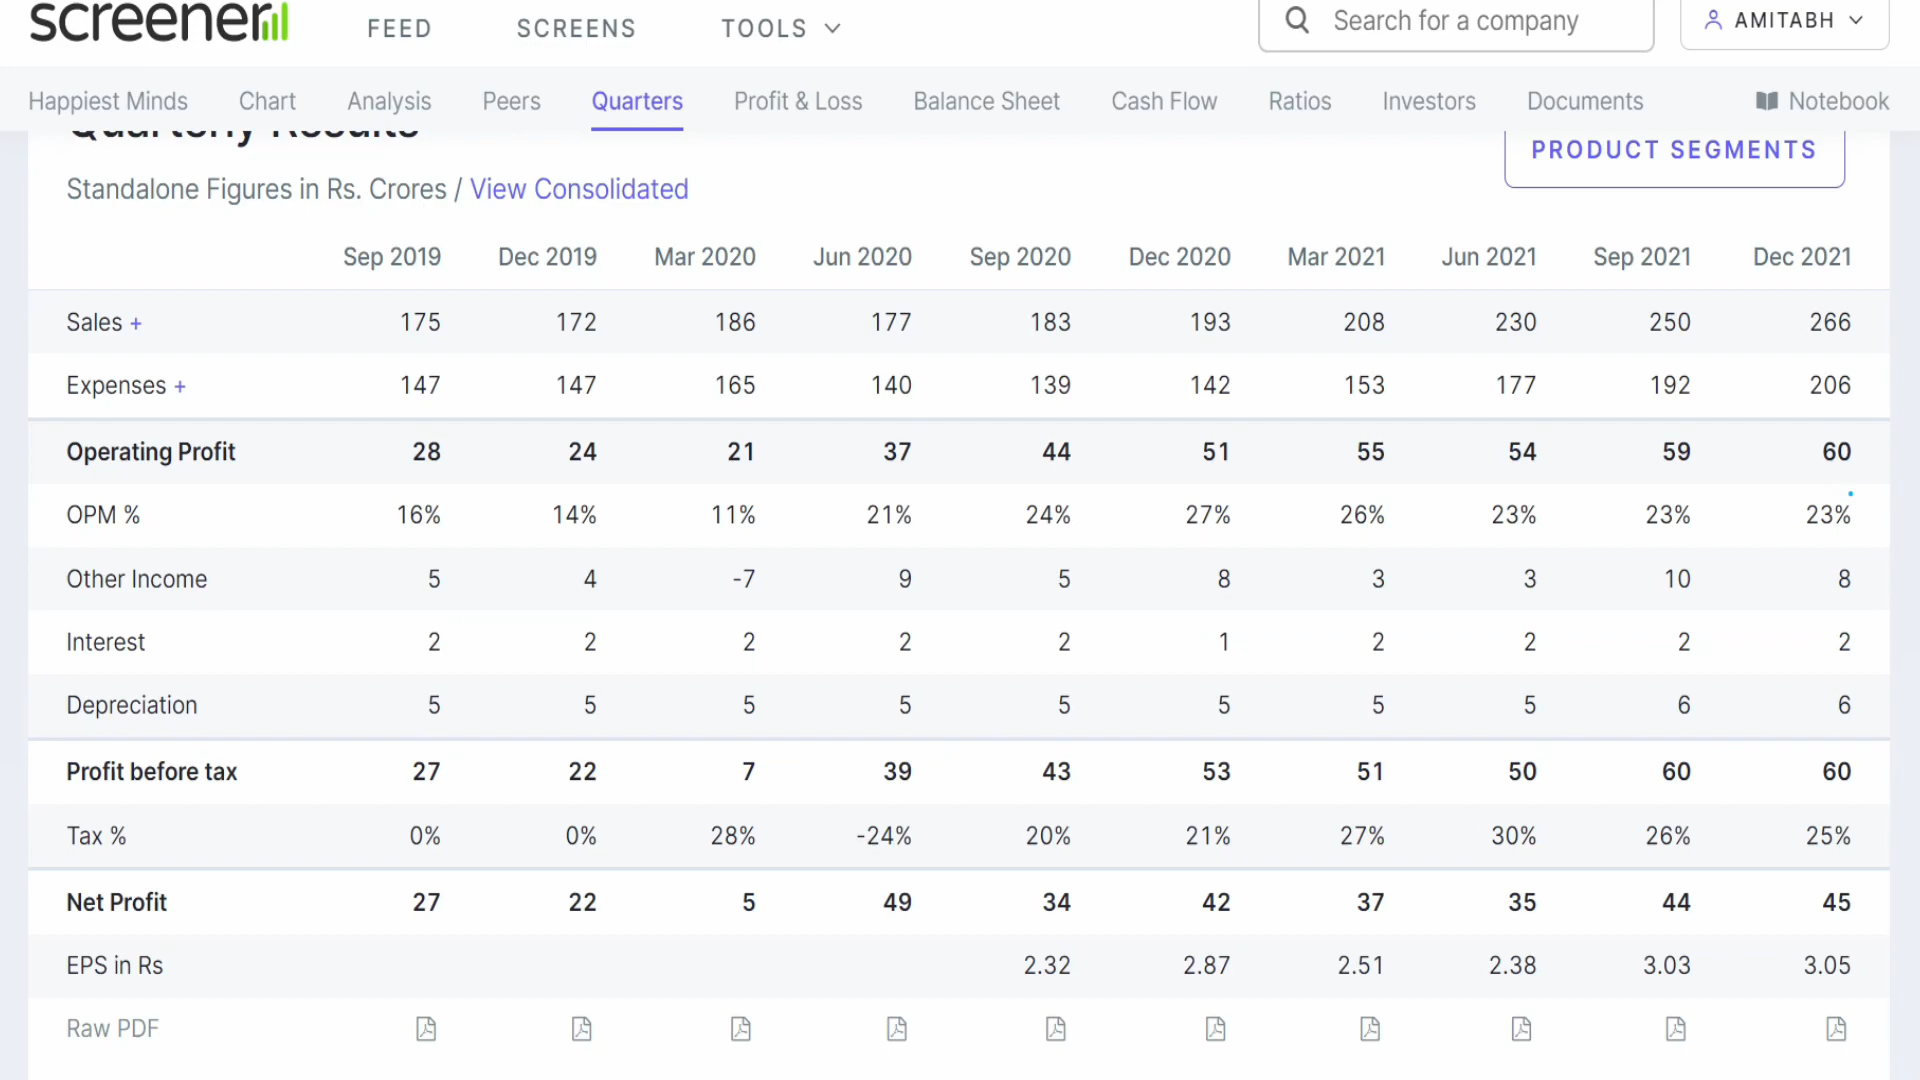 screener
FEED SCREENS TOOLS
Search for a company
AMITABH
Happiest Minds Chart Analysis Peers Quarters Profit & Loss Balance Sheet Cash Flow Ratios Investors Documents Notebook
Quarterly Results
PRODUCT SEGMENTS
Standalone Figures in Rs. Crores / View Consolidated
Sep 2019 Dec 2019 Mar 2020 Jun 2020 Sep 2020 Dec 2020 Mar 2021 Jun 2021 Sep 2021 Dec 2021
Sales + 175 172 186 177 183 193 208 230 250 266
Expenses + 147 147 165 140 139 142 153 177 192 206
Operating Profit 28 24 21 37 44 51 55 54 59 60
OPM % 16% 14% 11% 21% 24% 27% 26% 23% 23% 23%
Other Income 5 4 -7 9 5 8 3 3 10 8
Interest 2 2 2 2 2 1 2 2 2 2
Depreciation 5 5 5 5 5 5 5 5 6 6
Profit before tax 27 22 7 39 43 53 51 50 60 60
Tax % 0% 0% 28% -24% 20% 21% 27% 30% 26% 25%
Net Profit 27 22 5 49 34 42 37 35 44 45
EPS in Rs 2.32 2.87 2.51 2.38 3.03 3.05
Raw PDF